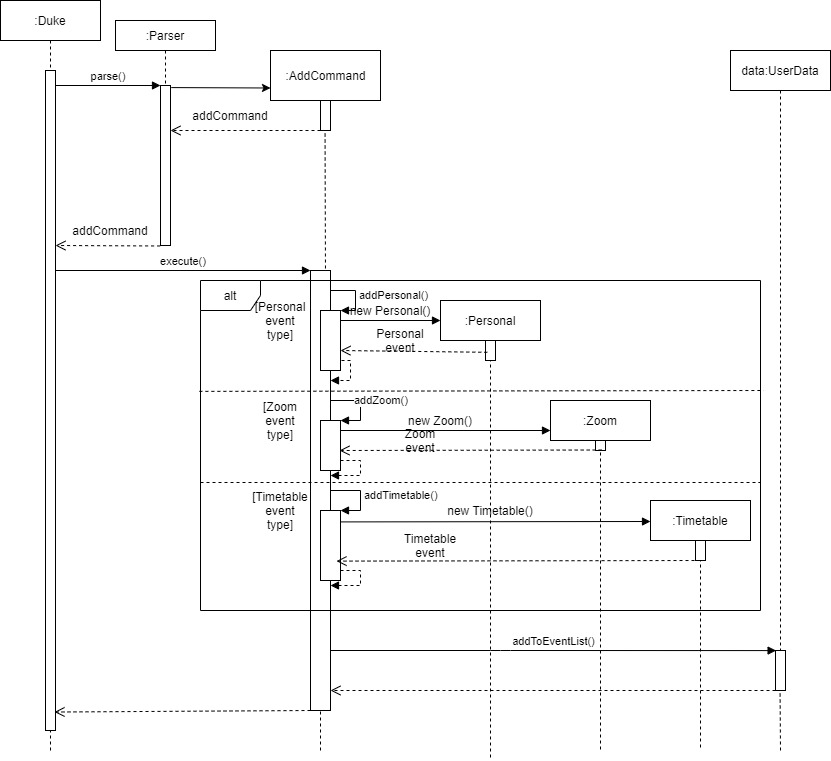 :Duke
:Parser
:AddCommand
data:UserData
parse()
addCommand
addCommand
execute()
alt
[Personal
event
type]
addPersonal()
new Personal()
:Personal
Personal
event
[Zoom
event
type]
addZoom()
new Zoom()
:Zoom
Zoom
event
[Timetable
event
type]
addTimetable()
new Timetable()
:Timetable
Timetable
event
addToEventList()